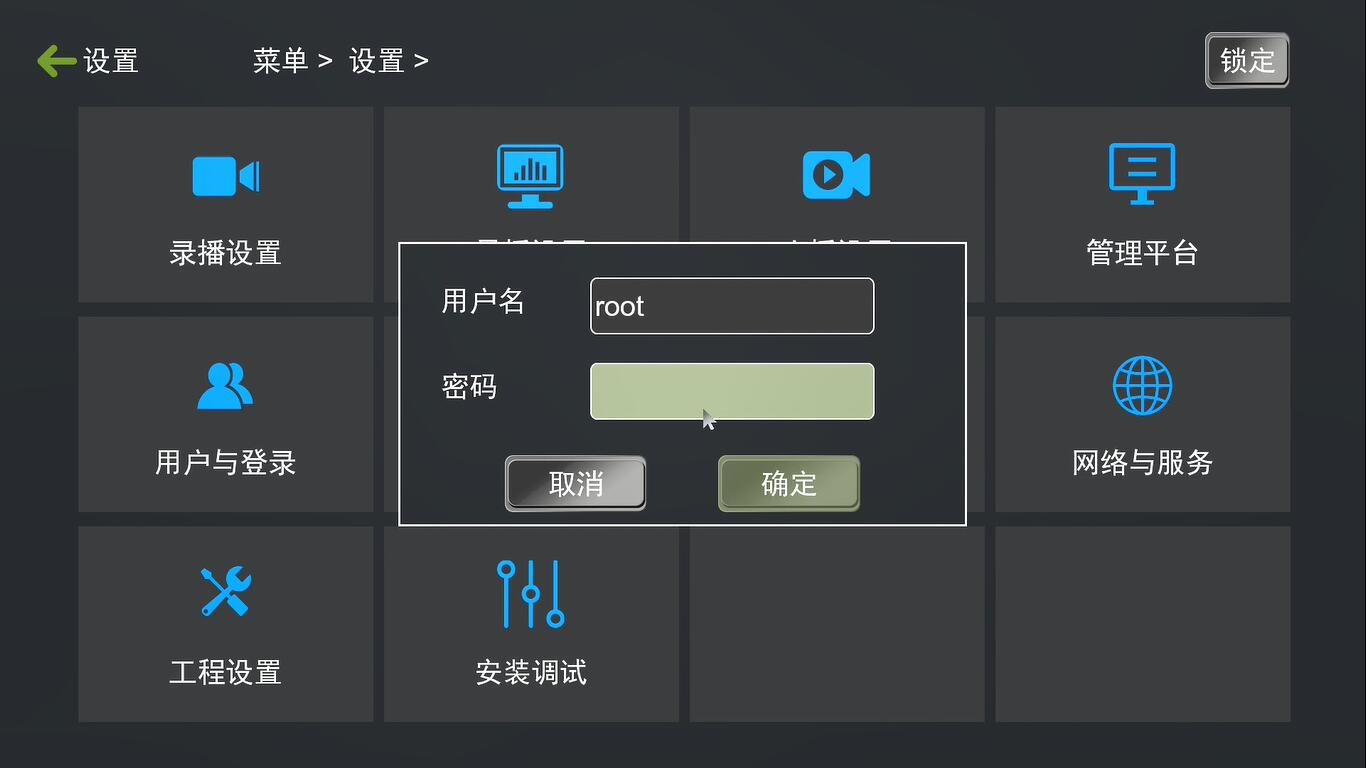 设置
菜单 > 设置 >
锁定
录播设置
管理平台
用户名
root
密码
取消
确定
用户与登录
网络与服务
工程设置
安装调试